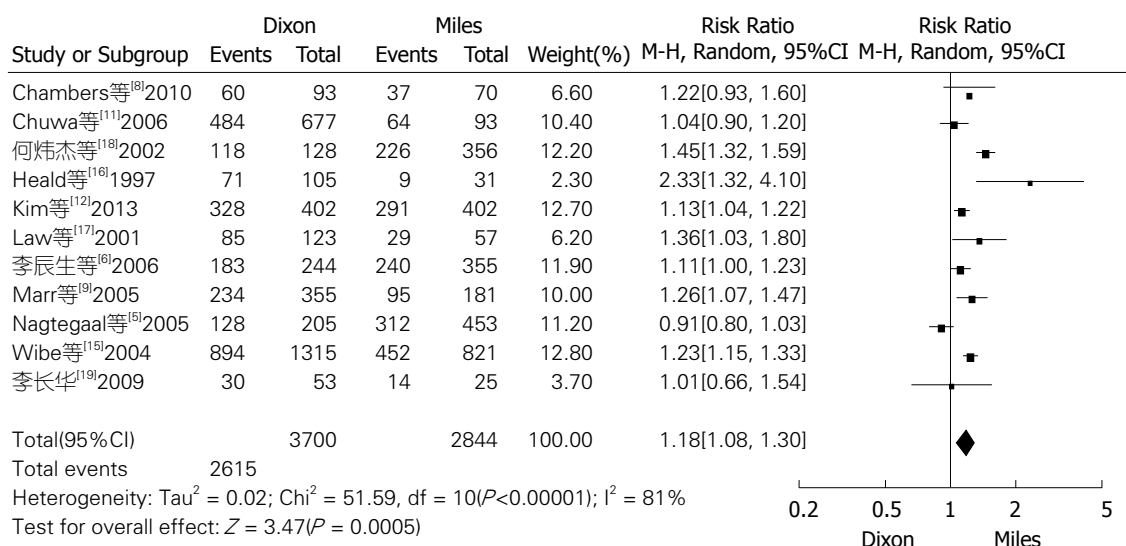 Dixon Miles Risk Ratio Risk Ratio
Study or Subgroup Events Total Events Total Weight(%) M-H, Random, 95%CI M-H, Random, 95%CI
Chambers等[8]2010 60 93 37 70 6.60 1.22[0.93, 1.60]
Chuwa等[11]2006 484 677 64 93 10.40 1.04[0.90, 1.20]
何炜杰等[18]2002 118 128 226 356 12.20 1.45[1.32, 1.59]
Heald等[16]1997 71 105 9 31 2.30 2.33[1.32, 4.10]
Kim等[12]2013 328 402 291 402 12.70 1.13[1.04, 1.22]
Law等[17]2001 85 123 29 57 6.20 1.36[1.03, 1.80]
李辰生等[6]2006 183 244 240 355 11.90 1.11[1.00, 1.23]
Marr等[9]2005 234 355 95 181 10.00 1.26[1.07, 1.47]
Nagtegaal等[5]2005 128 205 312 453 11.20 0.91[0.80, 1.03]
Wibe等[15]2004 894 1315 452 821 12.80 1.23[1.15, 1.33]
李长华[19]2009 30 53 14 25 3.70 1.01[0.66, 1.54]
Total(95%CI) 3700 2844 100.00 1.18[1.08, 1.30]
Total events 2615
Heterogeneity: Tau² = 0.02; Chi² = 51.59, df = 10(P<0.00001); I² = 81%
Test for overall effect: Z = 3.47(P = 0.0005)
0.2 0.5 1 2 5
Dixon Miles